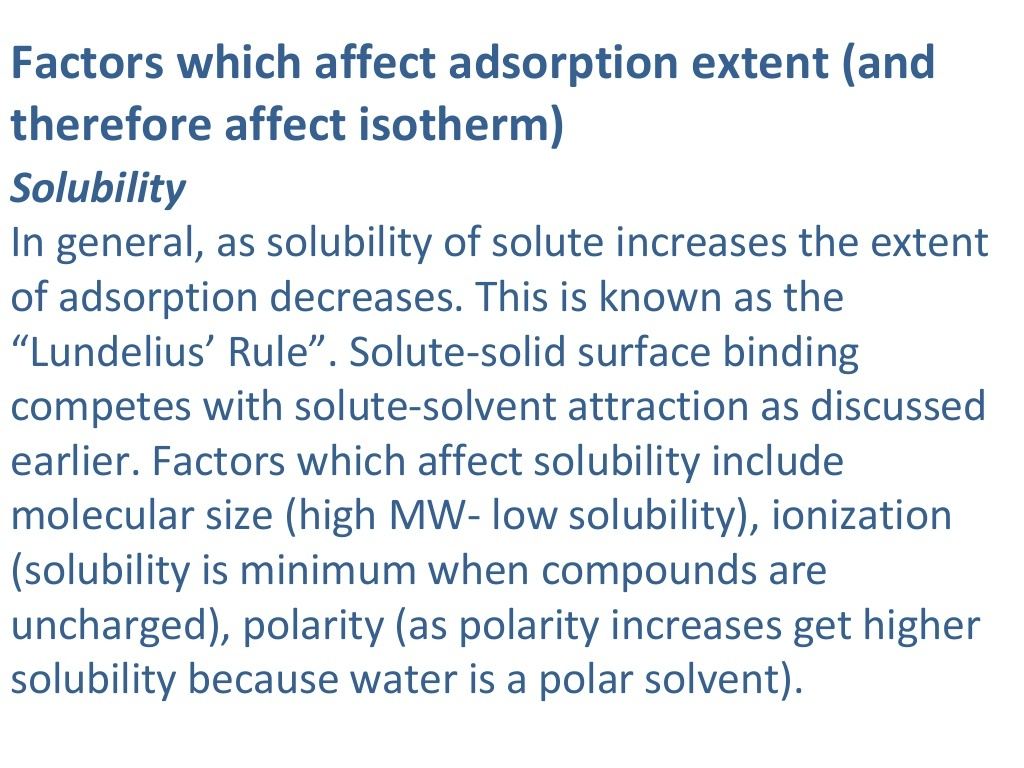 Factors which affect adsorption extent (and
therefore affect isotherm)
Solubility
In general, as solubility of solute increases the extent
of adsorption decreases. This is known as the
“Lundelius’ Rule”. Solute-solid surface binding
competes with solute-solvent attraction as discussed
earlier. Factors which affect solubility include
molecular size (high MW- low solubility), ionization
(solubility is minimum when compounds are
uncharged), polarity (as polarity increases get higher
solubility because water is a polar solvent).